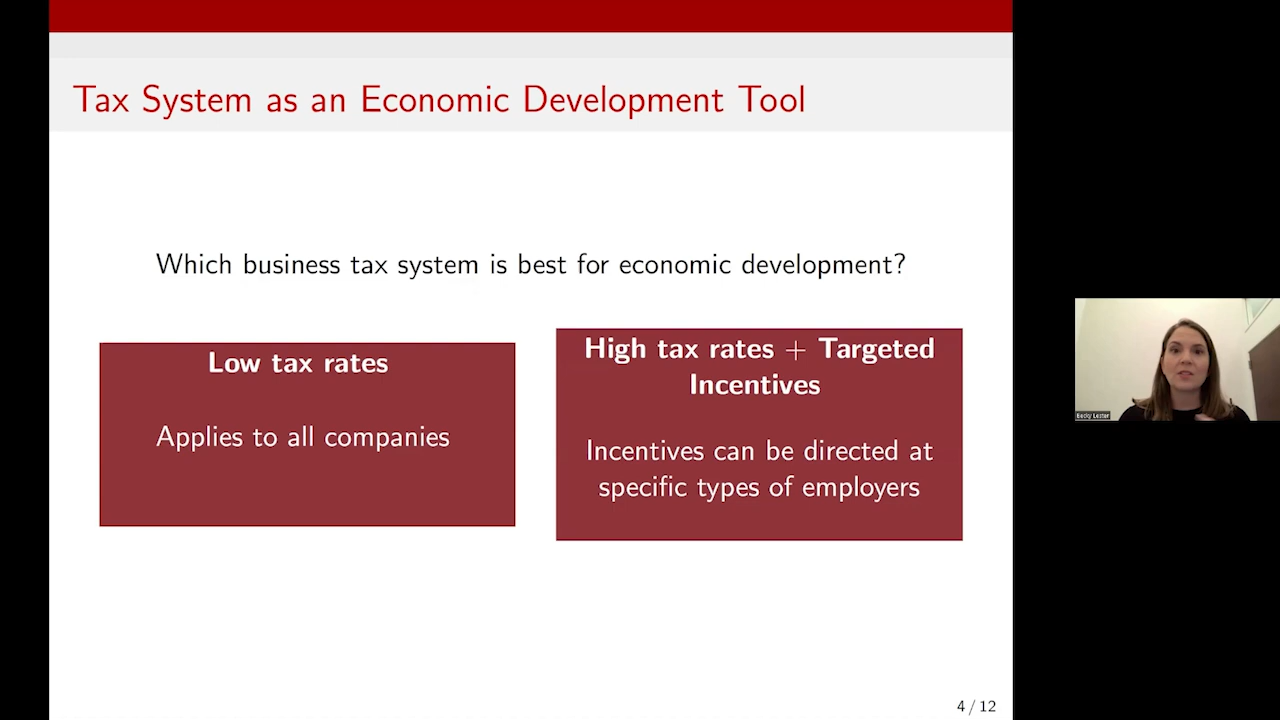 Tax System as an Economic Development Tool
Which business tax system is best for economic development?
Low tax rates
Applies to all companies
High tax rates + Targeted
Incentives
Incentives can be directed at
specific types of employers
Becky Lester
4 / 12